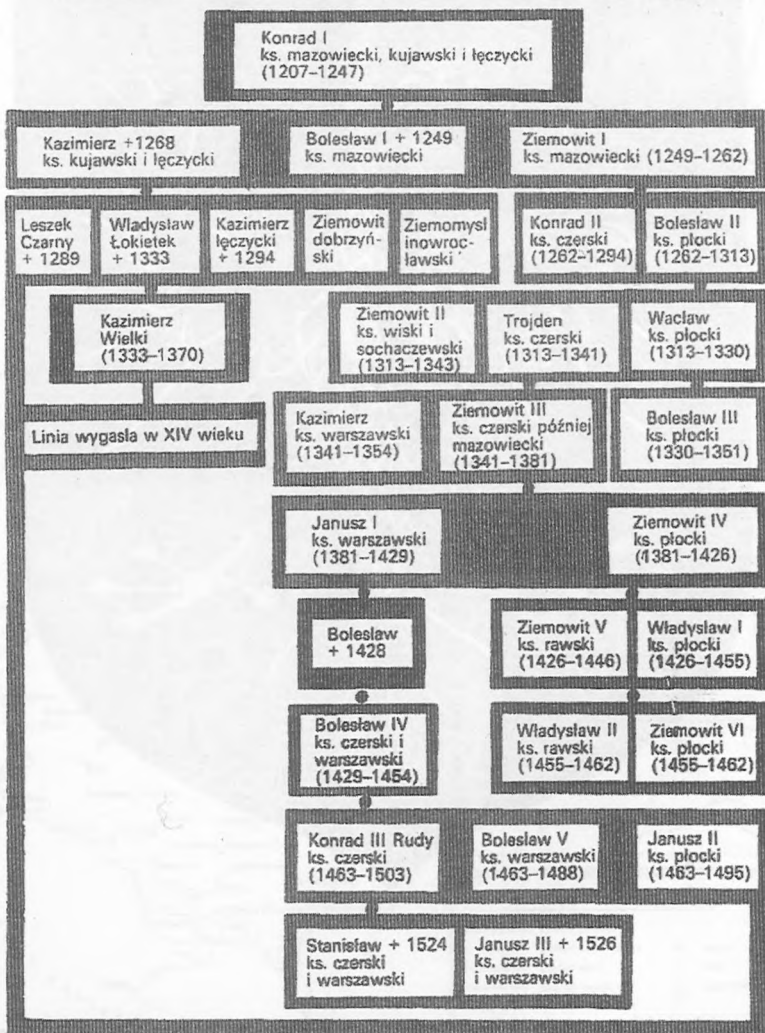 Konrad I
ks. mazowiecki, kujawski i łęczycki
(1207–1247)
Kazimierz +1268
ks. kujawski i łęczycki
Bolesław I + 1249
ks. mazowiecki
Ziemowit I
ks. mazowiecki (1249–1262)
Leszek
Czarny
+ 1289
Władysław
Łokietek
+ 1333
Kazimierz
łęczycki
+ 1294
Ziemowit
dobrzyń-
ski
Ziemomysł
inowroc-
ławski
Konrad II
ks. czerski
(1262–1294)
Bolesław II
ks. płocki
(1262–1313)
Kazimierz
Wielki
(1333–1370)
Ziemowit II
ks. wiski i
sochaczewski
(1313–1343)
Trojden
ks. czerski
(1313–1341)
Wacław
ks. płocki
(1313–1330)
Linia wygasła w XIV wieku
Kazimierz
ks. warszawski
(1341–1354)
Ziemowit III
ks. czerski później
mazowiecki
(1341–1381)
Bolesław III
ks. płocki
(1330–1351)
Janusz I
ks. warszawski
(1381–1429)
Ziemowit IV
ks. płocki
(1381–1426)
Bolesław
+ 1428
Ziemowit V
ks. rawski
(1426–1446)
Władysław I
ks. płocki
(1426–1455)
Bolesław IV
ks. czerski i
warszawski
(1429–1454)
Władysław II
ks. rawski
(1455–1462)
Ziemowit VI
ks. płocki
(1455–1462)
Konrad III Rudy
ks. czerski
(1463–1503)
Bolesław V
ks. warszawski
(1463–1488)
Janusz II
ks. płocki
(1463–1495)
Stanisław + 1524
ks. czerski
i warszawski
Janusz III + 1526
ks. czerski
i warszawski